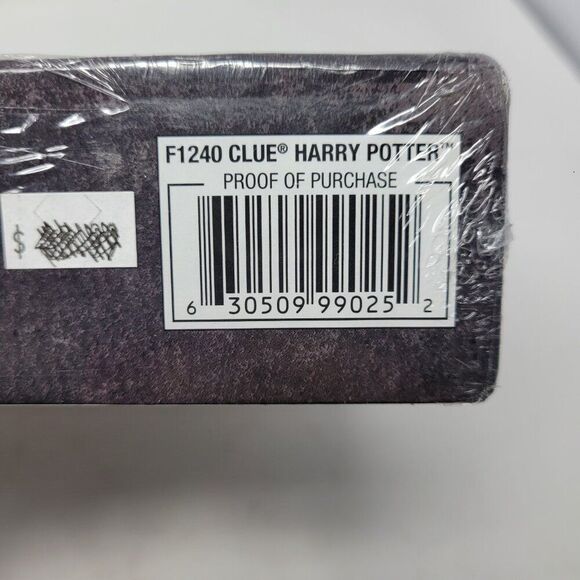 F1240 CLUE® HARRY POTTER™
PROOF OF PURCHASE
$
6 30509 99025 2